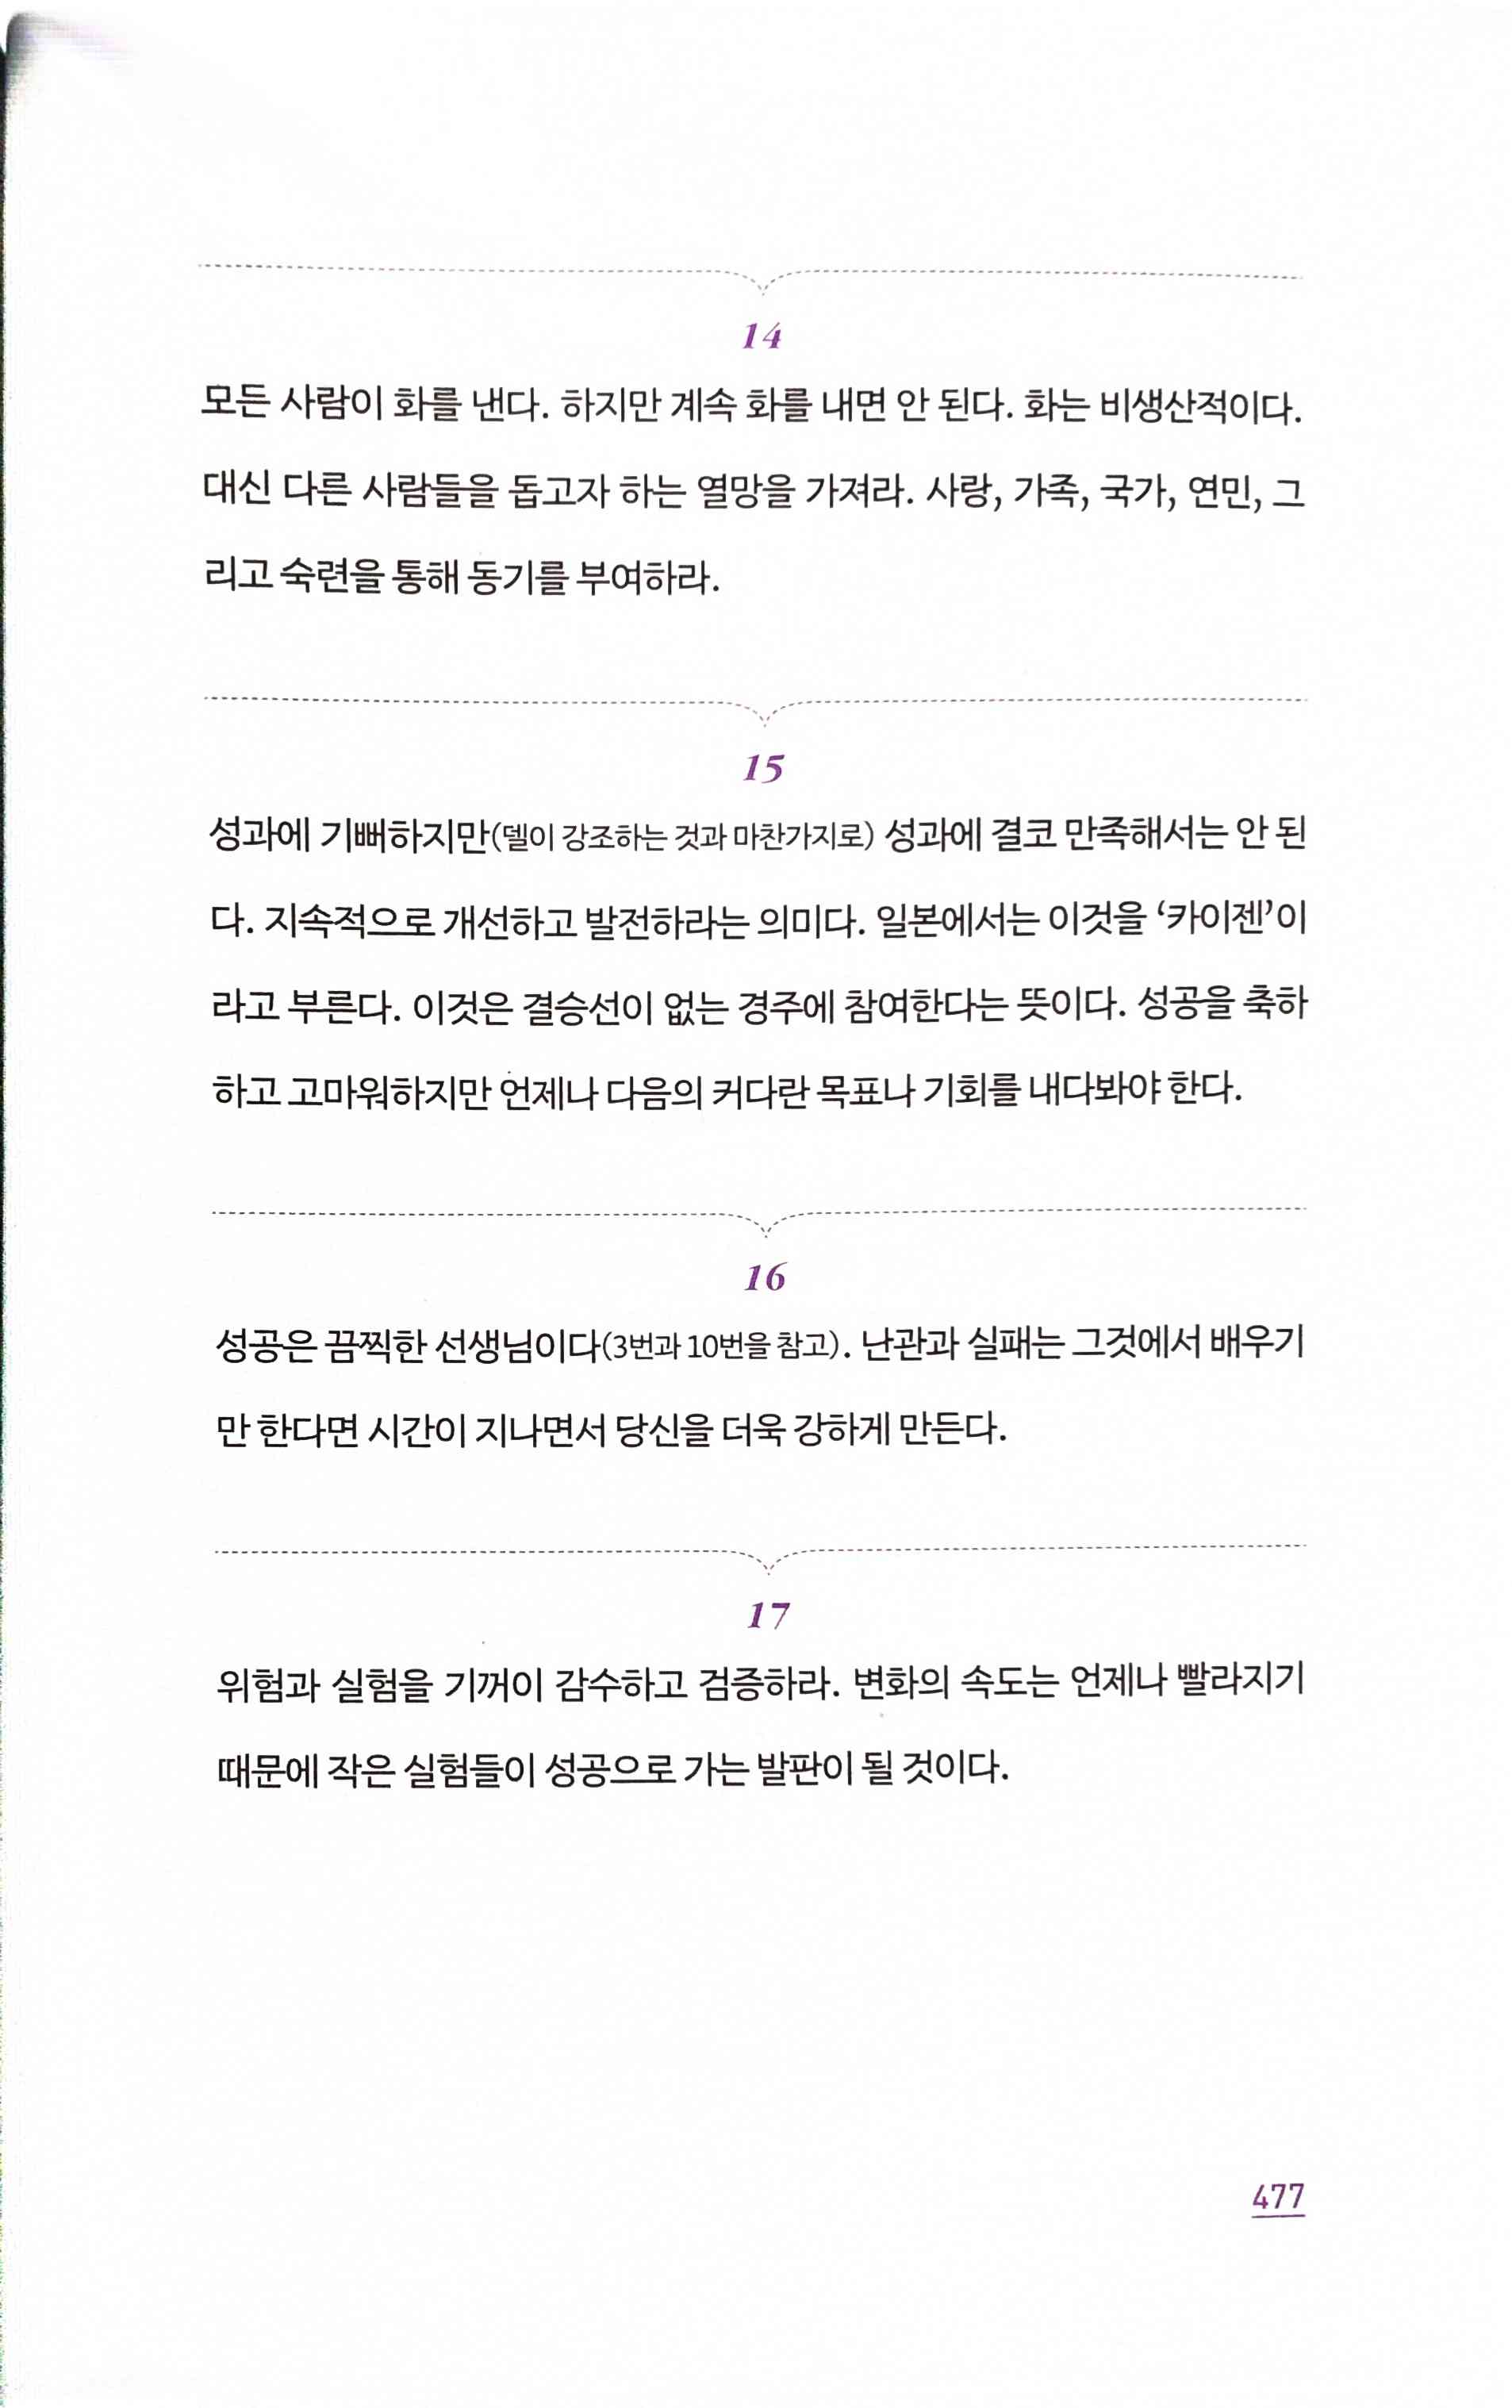 14
모든 사람이 화를 낸다. 하지만 계속 화를 내면 안 된다. 화는 비생산적이다.
대신 다른 사람들을 돕고자 하는 열망을 가져라. 사랑, 가족, 국가, 연민, 그
리고 숙련을 통해 동기를 부여하라.
15
성과에 기뻐하지만(델이 강조하는 것과 마찬가지로) 성과에 결코 만족해서는 안 된
다. 지속적으로 개선하고 발전하라는 의미다. 일본에서는 이것을 ‘카이젠’이
라고 부른다. 이것은 결승선이 없는 경주에 참여한다는 뜻이다. 성공을 축하
하고 고마워하지만 언제나 다음의 커다란 목표나 기회를 내다봐야 한다.
16
성공은 끔찍한 선생님이다(3번과 10번을 참고). 난관과 실패는 그것에서 배우기
만 한다면 시간이 지나면서 당신을 더욱 강하게 만든다.
17
위험과 실험을 기꺼이 감수하고 검증하라. 변화의 속도는 언제나 빨라지기
때문에 작은 실험들이 성공으로 가는 발판이 될 것이다.
477